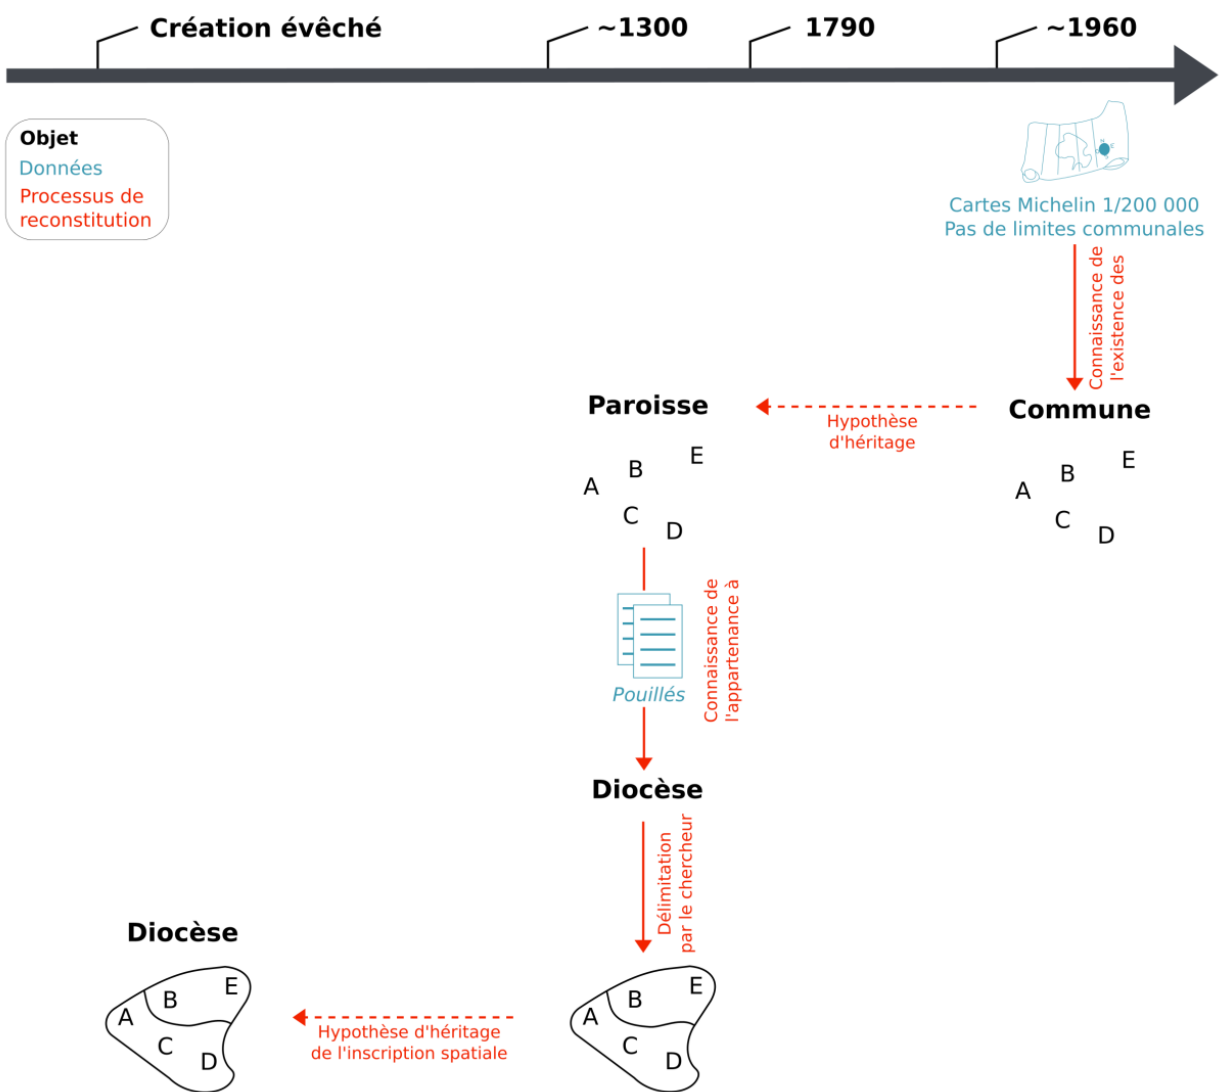 Création évêché
~1300
1790
~1960
Objet
Données
Processus de
reconstitution
Cartes Michelin 1/200 000
Pas de limites communales
Connaissance de
l'existence des
Paroisse
Hypothèse
d'héritage
Commune
A
B
C
D
E
A
B
C
D
E
Connaissance de
l'appartenance à
Pouillés
Diocèse
Délimitation
par le chercheur
Diocèse
A
B
C
D
E
Hypothèse d'héritage
de l'inscription spatiale
A
B
C
D
E